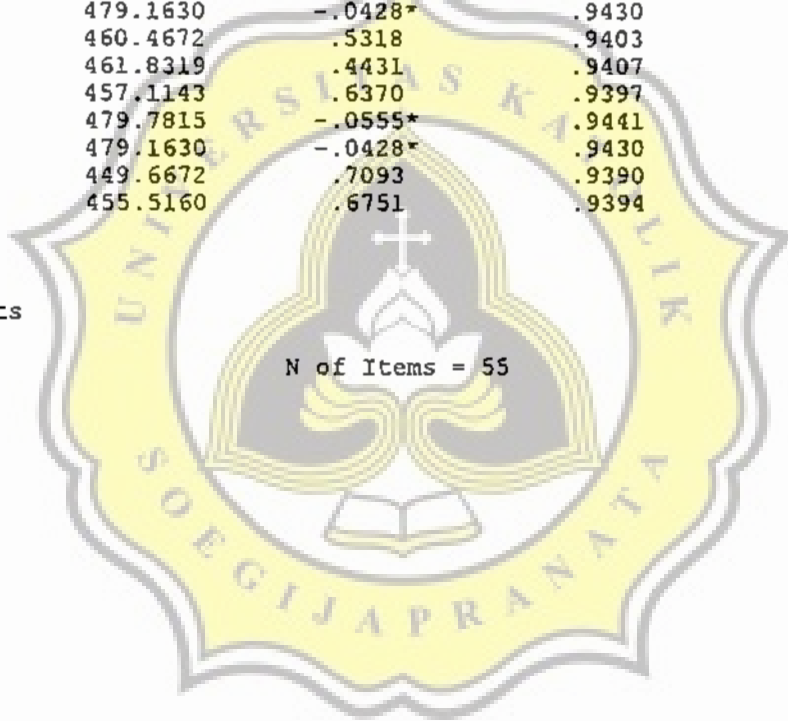 479.1630 -.0428* .9430
460.4672 .5318 .9403
461.8319 .4431 .9407
457.1143 .6370 .9397
479.7815 -.0555* .9441
479.1630 -.0428* .9430
449.6672 .7093 .9390
455.5160 .6751 .9394
ts
N of Items = 55
UNIVERSITAS KATOLIK
SOEGIJAPRANATA